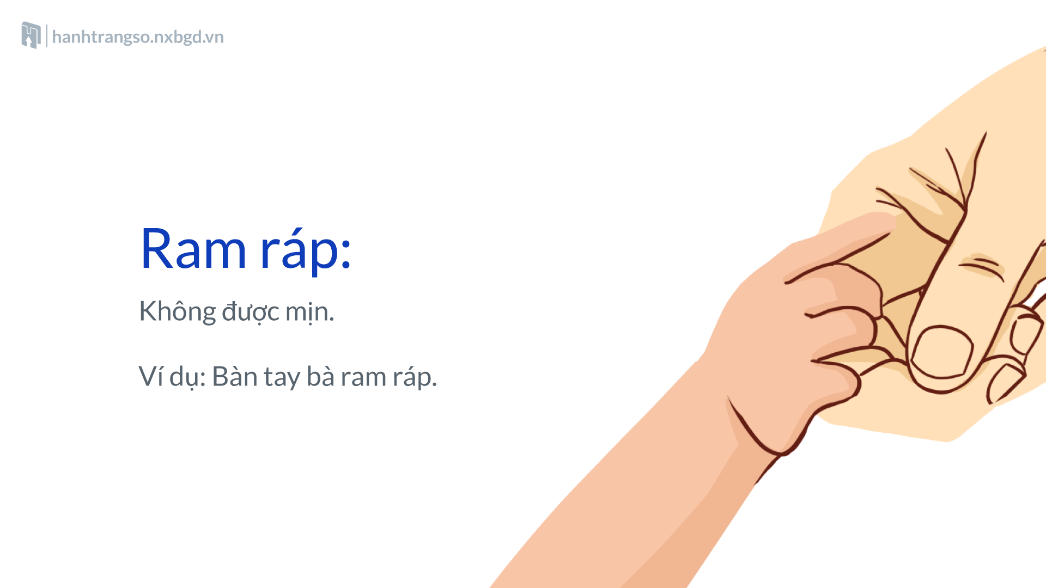 hanhtrangso.nxbgd.vn
Ram ráp:
Không được mịn.
Ví dụ: Bàn tay bà ram ráp.